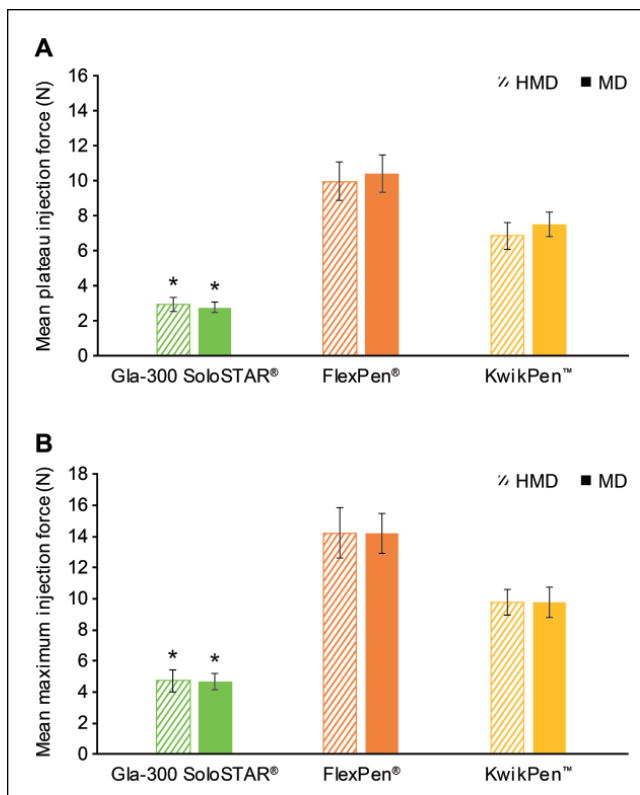 A
Mean plateau injection force (N)
16
14
12
10
8
6
4
2
0
HMD MD
* *
Gla-300 SoloSTAR® FlexPen® KwikPen™
B
Mean maximum injection force (N)
18
16
14
12
10
8
6
4
2
0
HMD MD
* *
Gla-300 SoloSTAR® FlexPen® KwikPen™